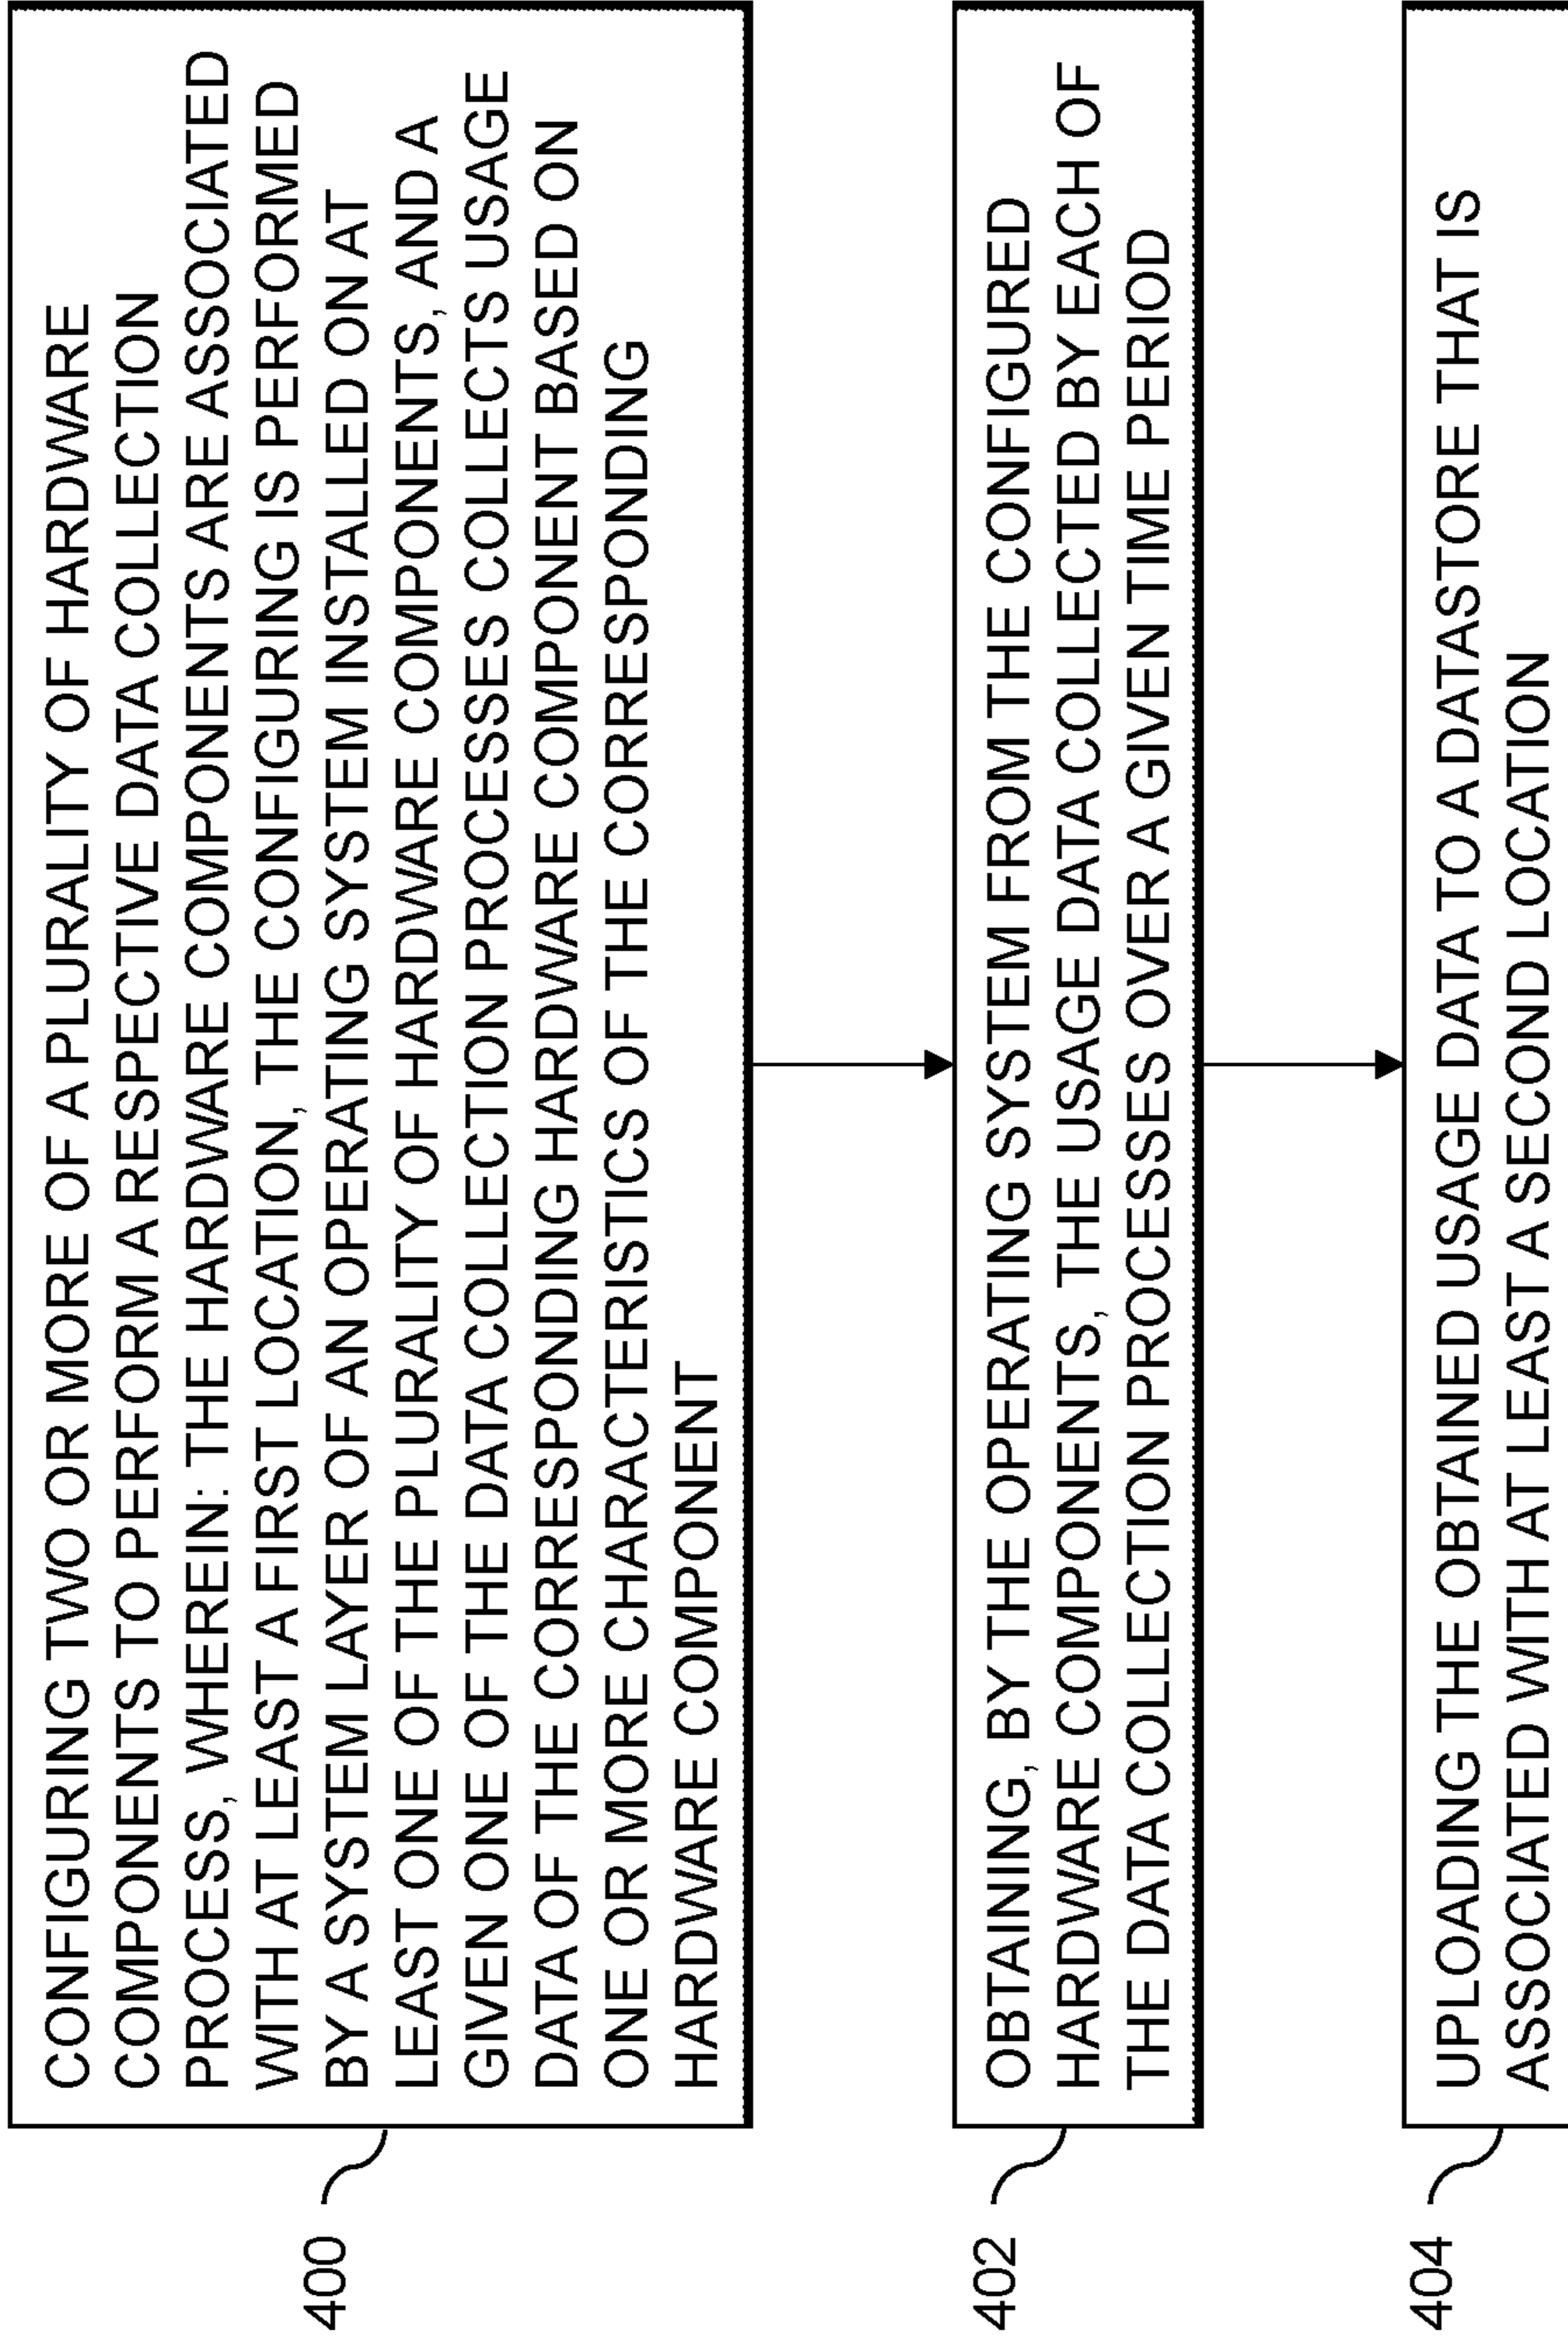 CONFIGURING TWO OR MORE OF A PLURALITY OF HARDWARE
COMPONENTS TO PERFORM A RESPECTIVE DATA COLLECTION
PROCESS, WHEREIN: THE HARDWARE COMPONENTS ARE ASSOCIATED
WITH AT LEAST A FIRST LOCATION, THE CONFIGURING IS PERFORMED
BY A SYSTEM LAYER OF AN OPERATING SYSTEM INSTALLED ON AT
LEAST ONE OF THE PLURALITY OF HARDWARE COMPONENTS, AND A
GIVEN ONE OF THE DATA COLLECTION PROCESSES COLLECTS USAGE
DATA OF THE CORRESPONDING HARDWARE COMPONENT BASED ON
ONE OR MORE CHARACTERISTICS OF THE CORRESPONDING
HARDWARE COMPONENT
400
OBTAINING, BY THE OPERATING SYSTEM FROM THE CONFIGURED
HARDWARE COMPONENTS, THE USAGE DATA COLLECTED BY EACH OF
THE DATA COLLECTION PROCESSES OVER A GIVEN TIME PERIOD
402
UPLOADING THE OBTAINED USAGE DATA TO A DATASTORE THAT IS
ASSOCIATED WITH AT LEAST A SECOND LOCATION
404